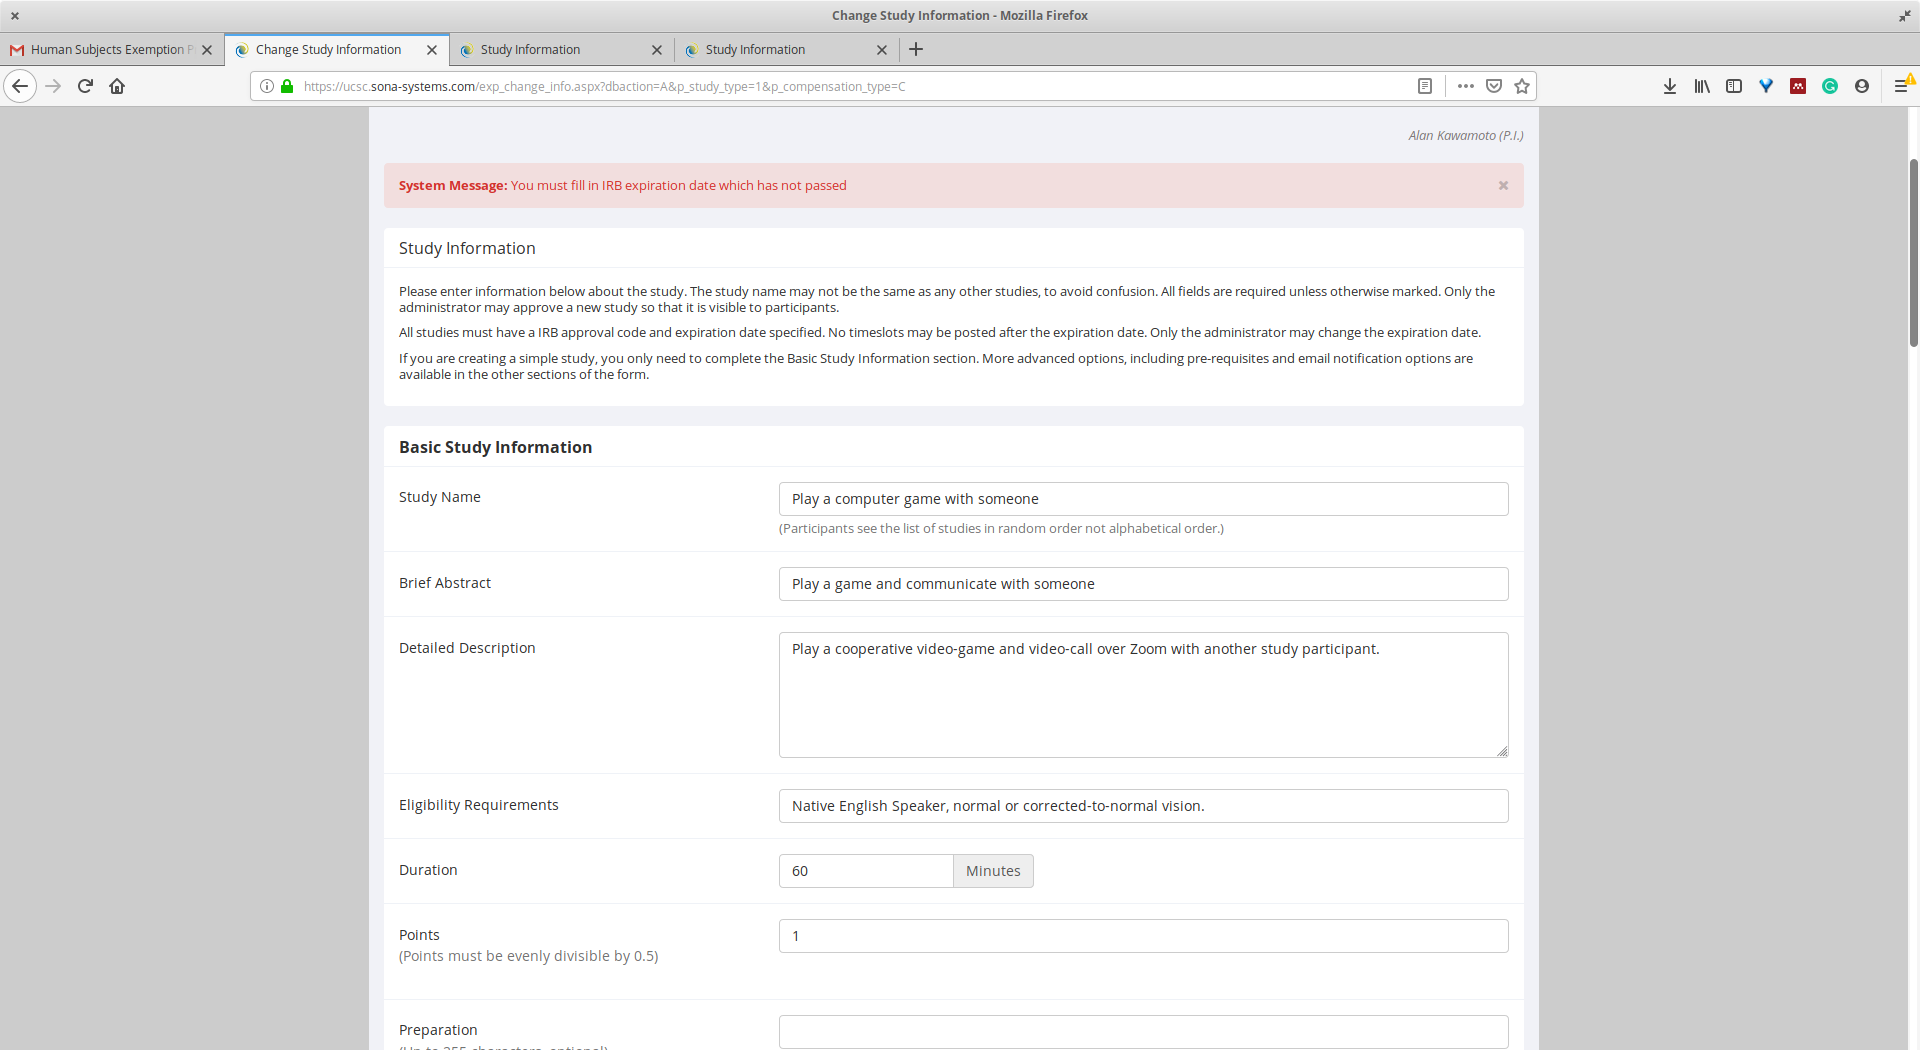 Change Study Information - Mozilla Firefox
Human Subjects Exemption P
Change Study Information
Study Information
Study Information
https://ucsc.sona-systems.com/exp_change_info.aspx?dbaction=A&p_study_type=1&p_compensation_type=C
Alan Kawamoto (P.I.)
System Message: You must fill in IRB expiration date which has not passed
Study Information
Please enter information below about the study. The study name may not be the same as any other studies, to avoid confusion. All fields are required unless otherwise marked. Only the
administrator may approve a new study so that it is visible to participants.
All studies must have a IRB approval code and expiration date specified. No timeslots may be posted after the expiration date. Only the administrator may change the expiration date.
If you are creating a simple study, you only need to complete the Basic Study Information section. More advanced options, including pre-requisites and email notification options are
available in the other sections of the form.
Basic Study Information
Study Name
Play a computer game with someone
(Participants see the list of studies in random order not alphabetical order.)
Brief Abstract
Play a game and communicate with someone
Detailed Description
Play a cooperative video-game and video-call over Zoom with another study participant.
Eligibility Requirements
Native English Speaker, normal or corrected-to-normal vision.
Duration
60 Minutes
Points
1
(Points must be evenly divisible by 0.5)
Preparation
(Up to 255 characters, optional)